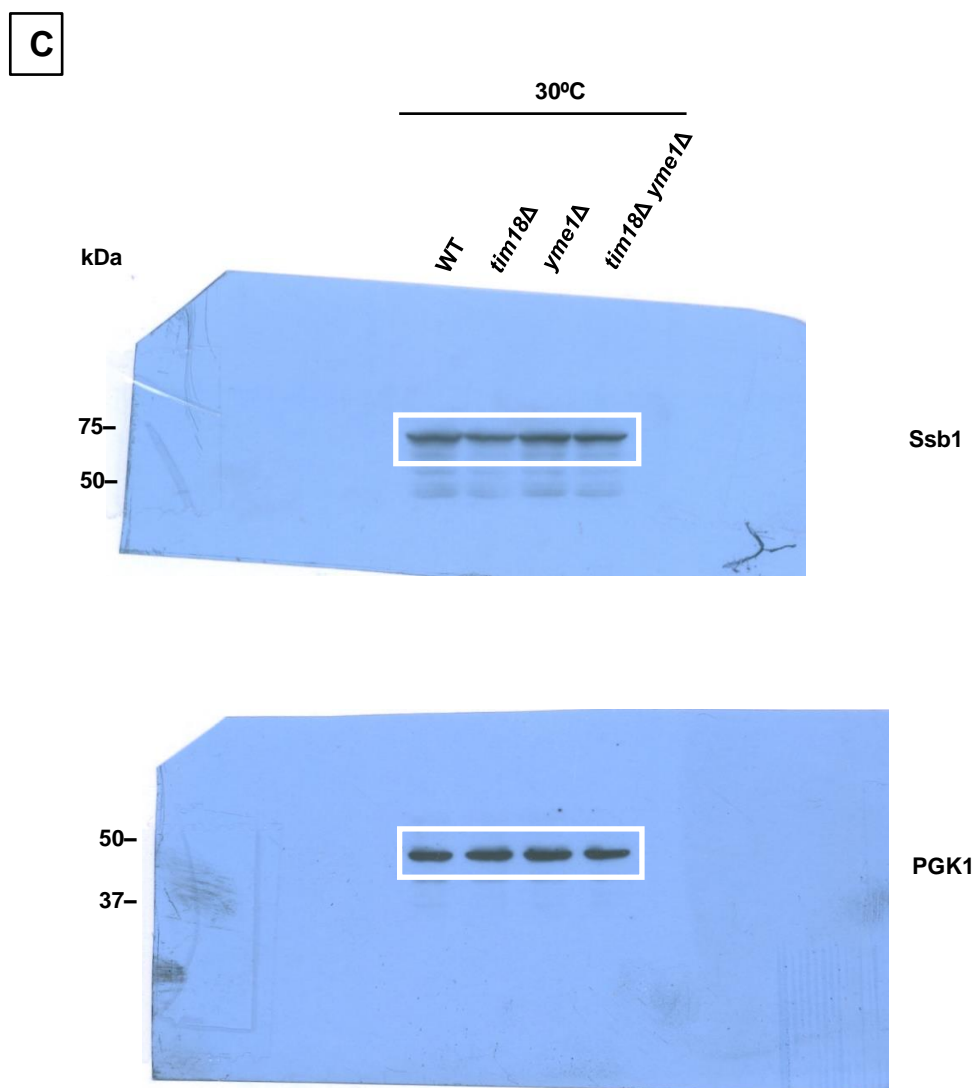 C
30ºC
WT
tim18Δ
yme1Δ
tim18Δ yme1Δ
kDa
75–
50–
Ssb1
50–
37–
PGK1